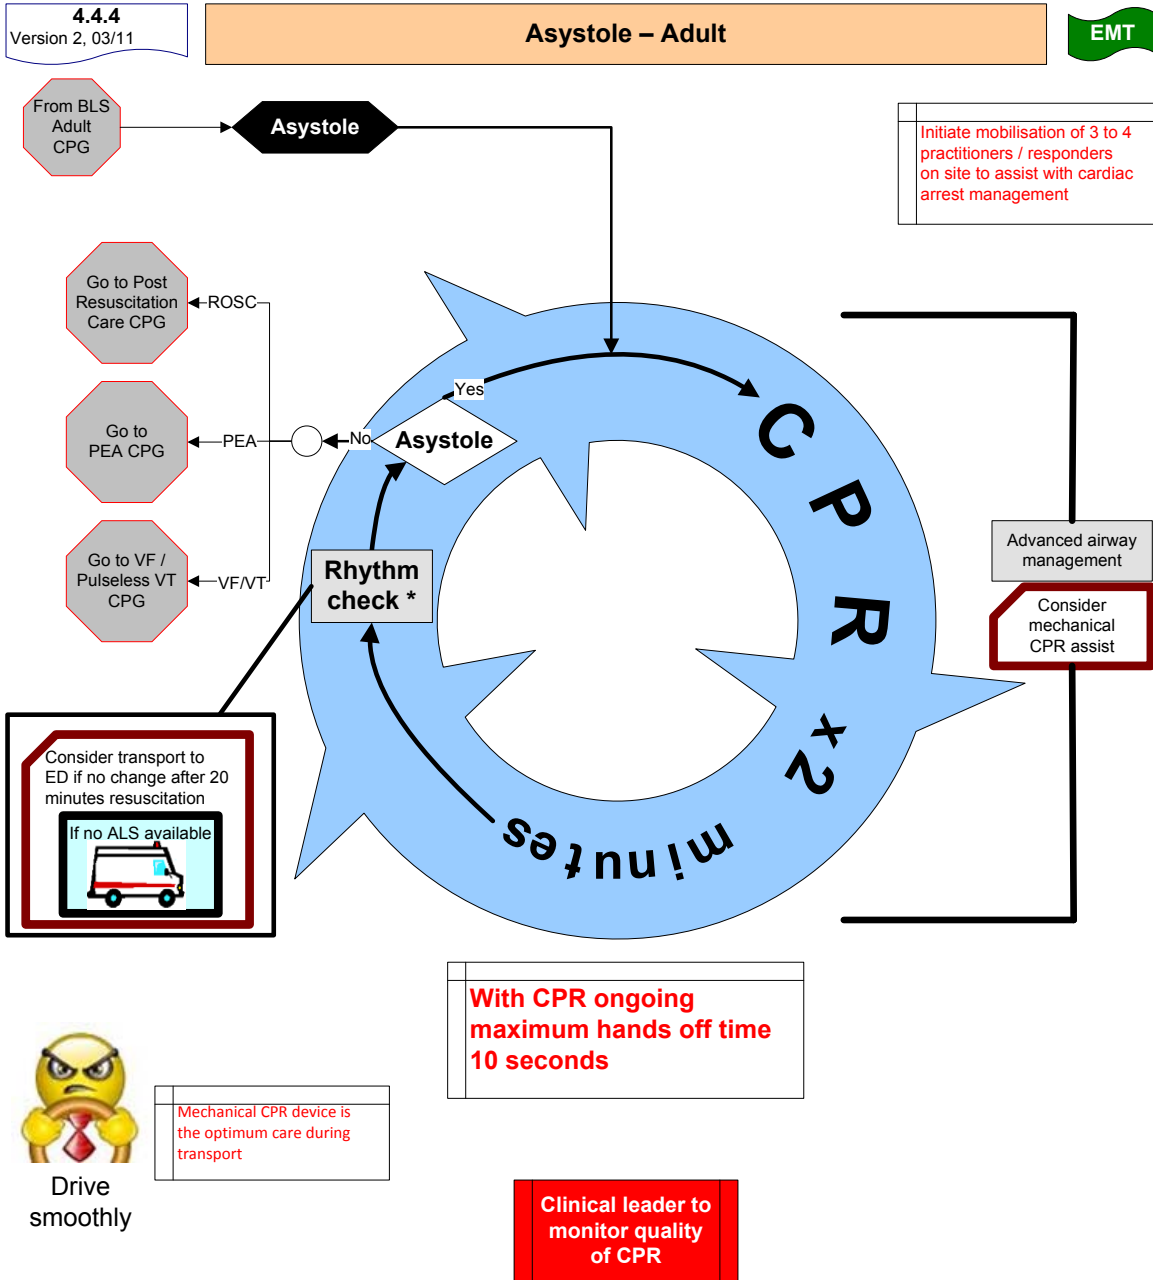 4.4.4
Version 2, 03/11
Asystole – Adult
EMT
From BLS
Adult
CPG
Asystole
Initiate mobilisation of 3 to 4
practitioners / responders
on site to assist with cardiac
arrest management
Go to Post
Resuscitation
Care CPG
ROSC
Yes
Go to
PEA CPG
PEA
No
Asystole
Go to VF /
Pulseless VT
CPG
VF/VT
Rhythm
check *
CPR x2 minutes
Advanced airway
management
Consider
mechanical
CPR assist
Consider transport to
ED if no change after 20
minutes resuscitation
If no ALS available
With CPR ongoing
maximum hands off time
10 seconds
Mechanical CPR device is
the optimum care during
transport
Drive
smoothly
Clinical leader to
monitor quality
of CPR